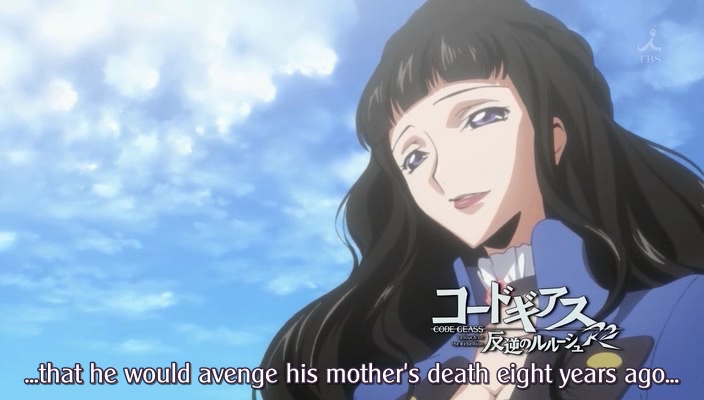 TBS
コードギアス
CODE GEASS
反逆のルルーシュ R2
...that he would avenge his mother's death eight years ago...